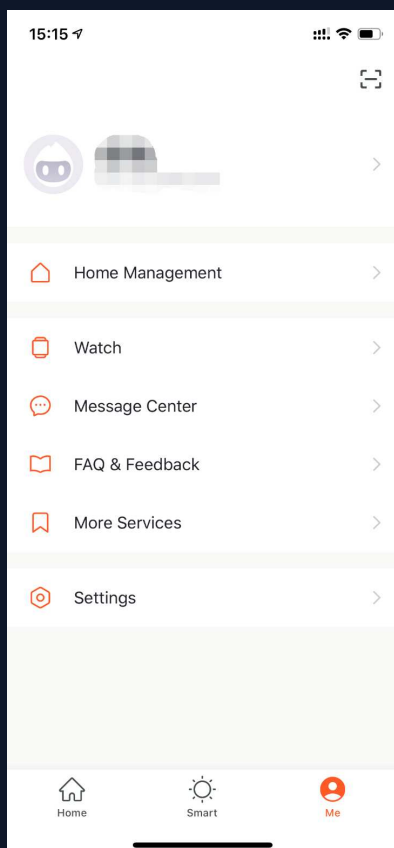 15:15
Home Management
Watch
Message Center
FAQ & Feedback
More Services
Settings
Home
Smart
Me